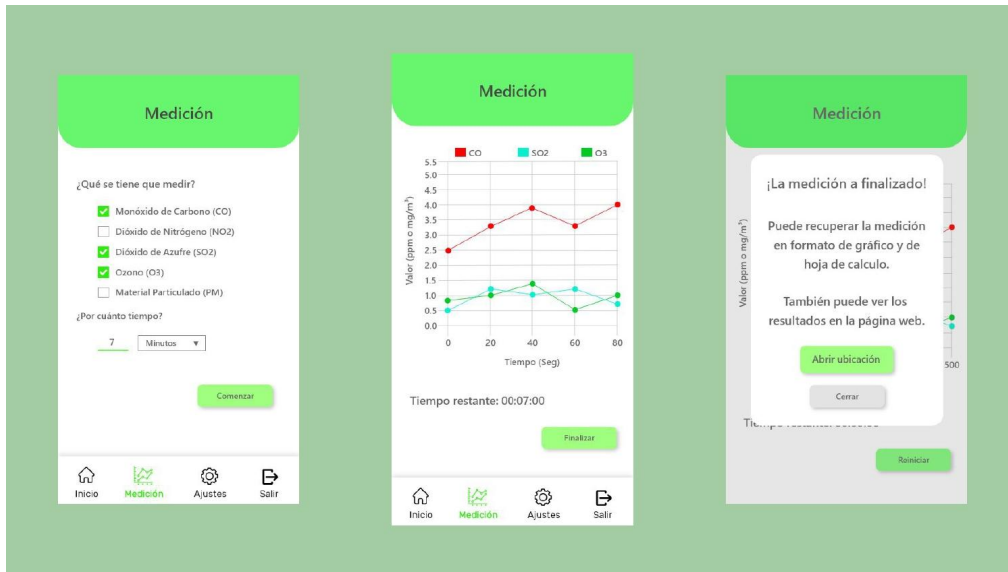 Medición
¿Qué se tiene que medir?
Monóxido de Carbono (CO)
Dióxido de Nitrógeno (NO2)
Dióxido de Azufre (SO2)
Ozono (O3)
Material Particulado (PM)
¿Por cuánto tiempo?
7 Minutos
Comenzar
Inicio Medición Ajustes Salir
Medición
CO SO2 O3
5.5
5.0
4.5
4.0
3.5
3.0
2.5
2.0
1.5
1.0
0.5
0.0
Valor (ppm o mg/m³)
0 20 40 60 80
Tiempo (Seg)
Tiempo restante: 00:07:00
Finalizar
Inicio Medición Ajustes Salir
Medición
Valor (ppm o mg/m³)
¡La medición a finalizado!
Puede recuperar la medición
en formato de gráfico y de
hoja de calculo.
También puede ver los
resultados en la página web.
Abrir ubicación
Cerrar
500
Reiniciar